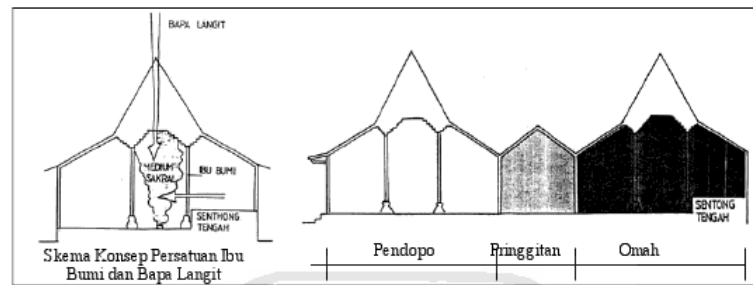 BAPA LANGIT
MEDIUM
SAKRAL
IBU BUMI
SENTHONG
TENGAH
Skema Konsep Persatuan Ibu
Bumi dan Bapa Langit
SENTONG
TENGAH
Pendopo
Pringgitan
Omah